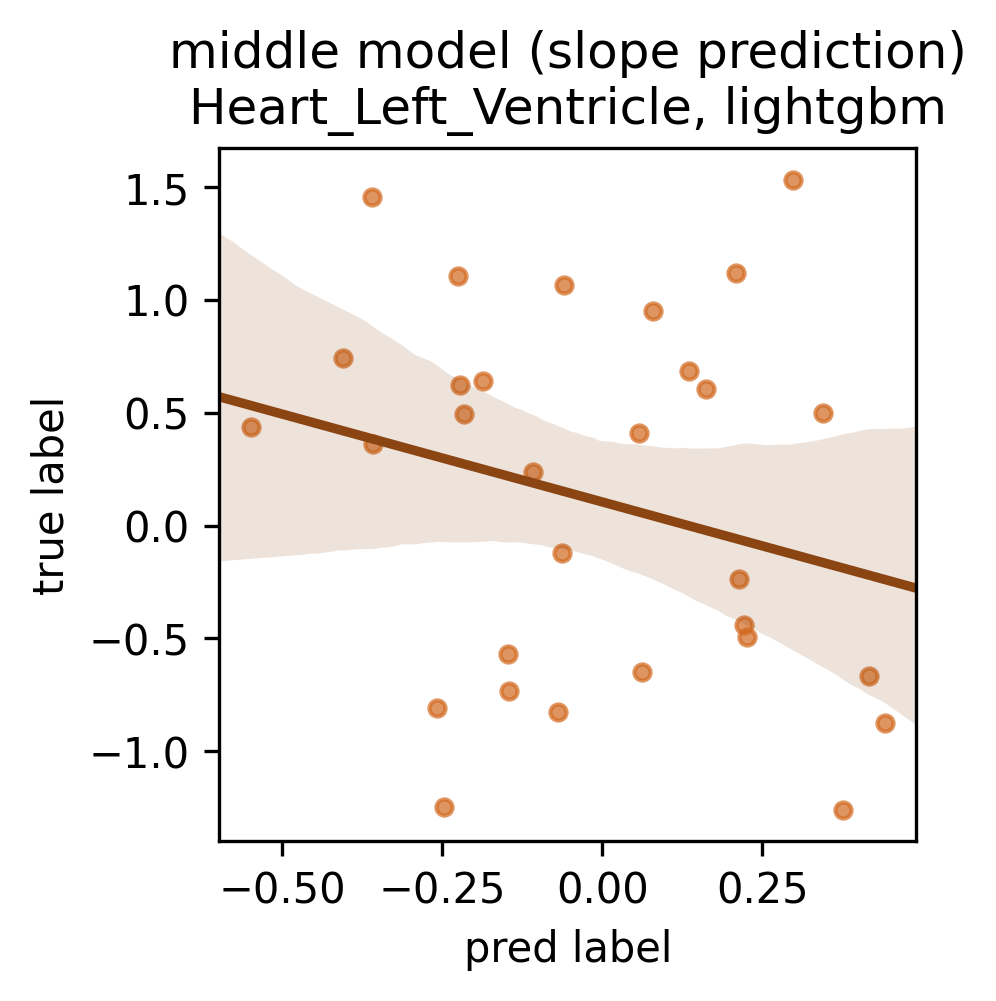 middle model (slope prediction)
Heart_Left_Ventricle, lightgbm
1.5
1.0
0.5
0.0
−0.5
−1.0
true label
−0.50 −0.25 0.00 0.25
pred label